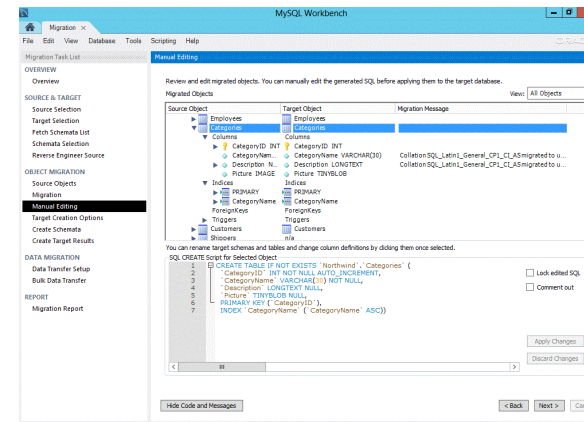 MySQL Workbench
Migration ×
File Edit View Database Tools Scripting Help
Migration Task List
Manual Editing
OVERVIEW
Overview
SOURCE & TARGET
Source Selection
Target Selection
Fetch Schemata List
Schemata Selection
Reverse Engineer Source
OBJECT MIGRATION
Source Objects
Migration
Manual Editing
Target Creation Options
Create Schemata
Create Target Results
DATA MIGRATION
Data Transfer Setup
Bulk Data Transfer
REPORT
Migration Report
Review and edit migrated objects. You can manually edit the generated SQL before applying them to the target database.
Migrated Objects View: All Objects
Source Object Target Object Migration Message
Employees Employees
Categories Categories
Columns Columns
CategoryID INT CategoryID INT
CategoryNam... CategoryName VARCHAR(30) Collation SQL_Latin1_General_CP1_CI_AS migrated to u...
Description N... Description LONGTEXT Collation SQL_Latin1_General_CP1_CI_AS migrated to u...
Picture IMAGE Picture TINYBLOB
Indices Indices
PRIMARY PRIMARY
CategoryName CategoryName
ForeignKeys ForeignKeys
Triggers Triggers
Customers Customers
Shippers n/a
You can rename target schemas and tables and change column definitions by clicking them once selected.
SQL CREATE Script for Selected Object
1 CREATE TABLE IF NOT EXISTS `Northwind`.`Categories` (
2 `CategoryID` INT NOT NULL AUTO_INCREMENT,
3 `CategoryName` VARCHAR(30) NOT NULL,
4 `Description` LONGTEXT NULL,
5 `Picture` TINYBLOB NULL,
6 PRIMARY KEY (`CategoryID`),
7 INDEX `CategoryName` (`CategoryName` ASC))
Lock edited SQL
Comment out
Apply Changes
Discard Changes
Hide Code and Messages
< Back Next >